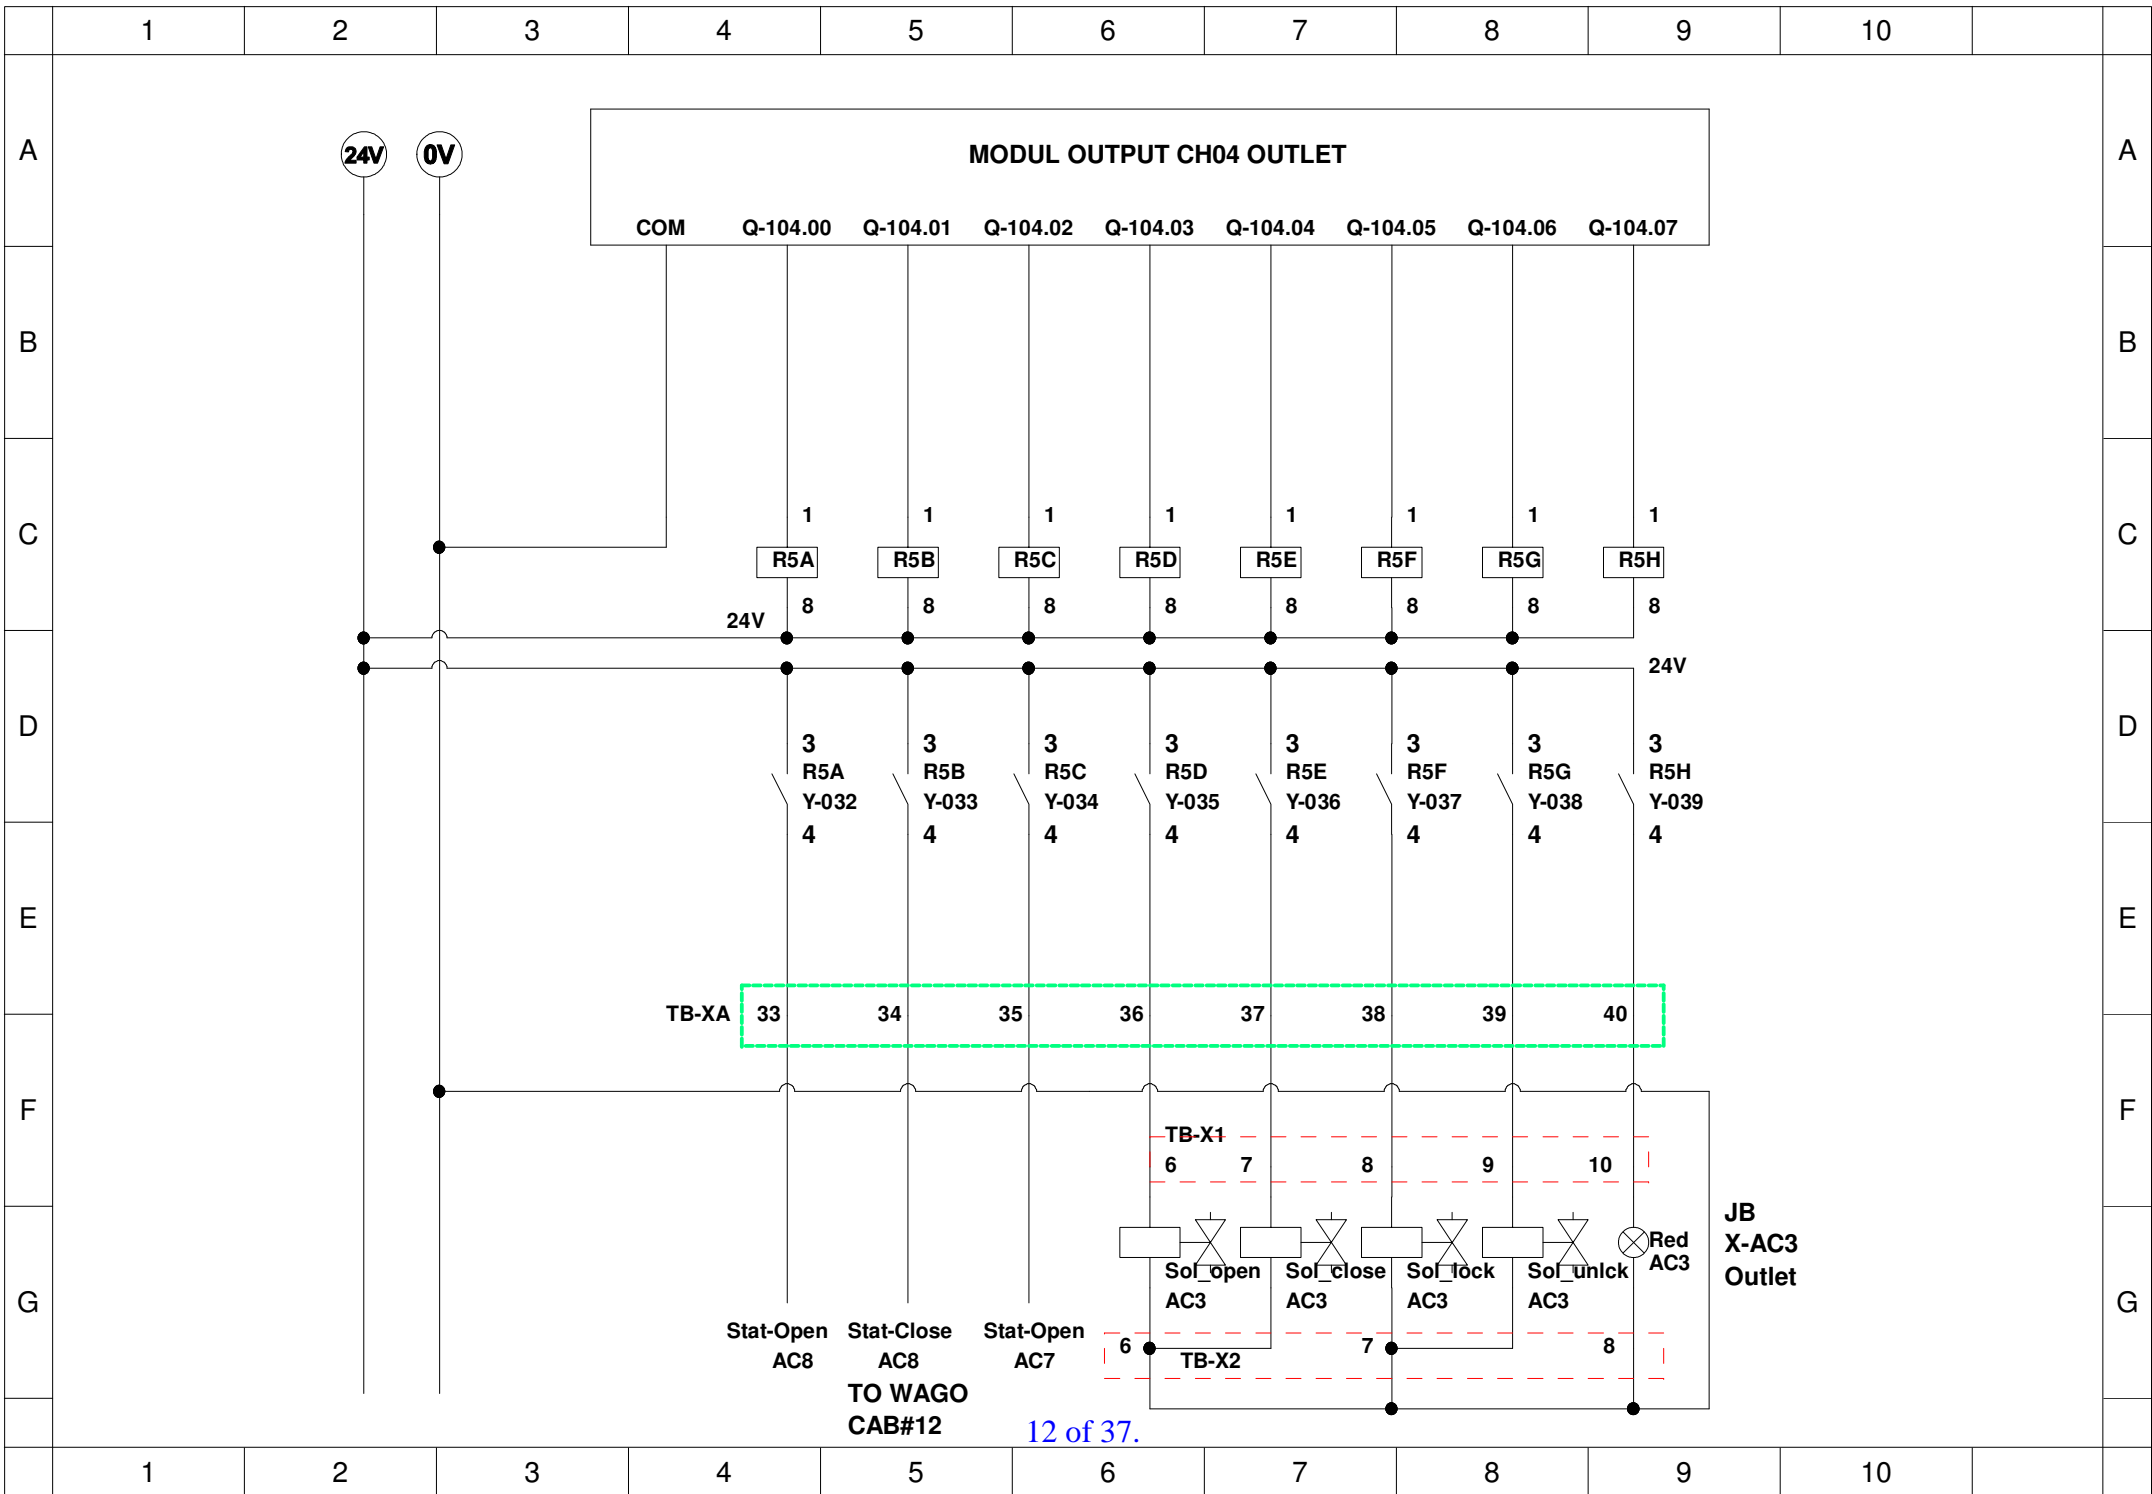 1 2 3 4 5 6 7 8 9 10
A A
24V 0V MODUL OUTPUT CH04 OUTLET
COM Q-104.00 Q-104.01 Q-104.02 Q-104.03 Q-104.04 Q-104.05 Q-104.06 Q-104.07
B B
1 1 1 1 1 1 1 1
C C
R5A R5B R5C R5D R5E R5F R5G R5H
8 8 8 8 8 8 8 8
24V
24V
D D
3 3 3 3 3 3 3 3
R5A R5B R5C R5D R5E R5F R5G R5H
Y-032 Y-033 Y-034 Y-035 Y-036 Y-037 Y-038 Y-039
4 4 4 4 4 4 4 4
E E
TB-XA 33 34 35 36 37 38 39 40
F F
TB-X1
6 7 8 9 10
JB
X-AC3
Outlet
Red
AC3
Sol_open Sol_close Sol_lock Sol_unlck
AC3 AC3 AC3 AC3
G G
Stat-Open Stat-Close Stat-Open
AC8 AC8 AC7
6 7 8
TB-X2
TO WAGO
CAB#12
12 of 37.
1 2 3 4 5 6 7 8 9 10